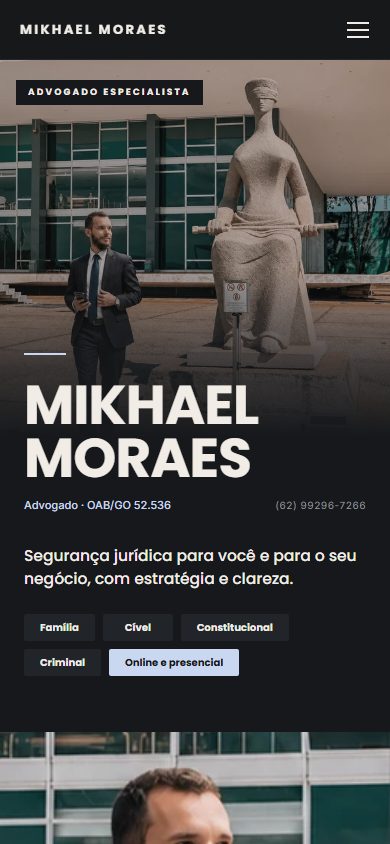 MIKHAEL MORAES
ADVOGADO ESPECIALISTA
MIKHAEL
MORAES
Advogado · OAB/GO 52.536
(62) 99296-7266
Segurança jurídica para você e para o seu
negócio, com estratégia e clareza.
Família
Cível
Constitucional
Criminal
Online e presencial